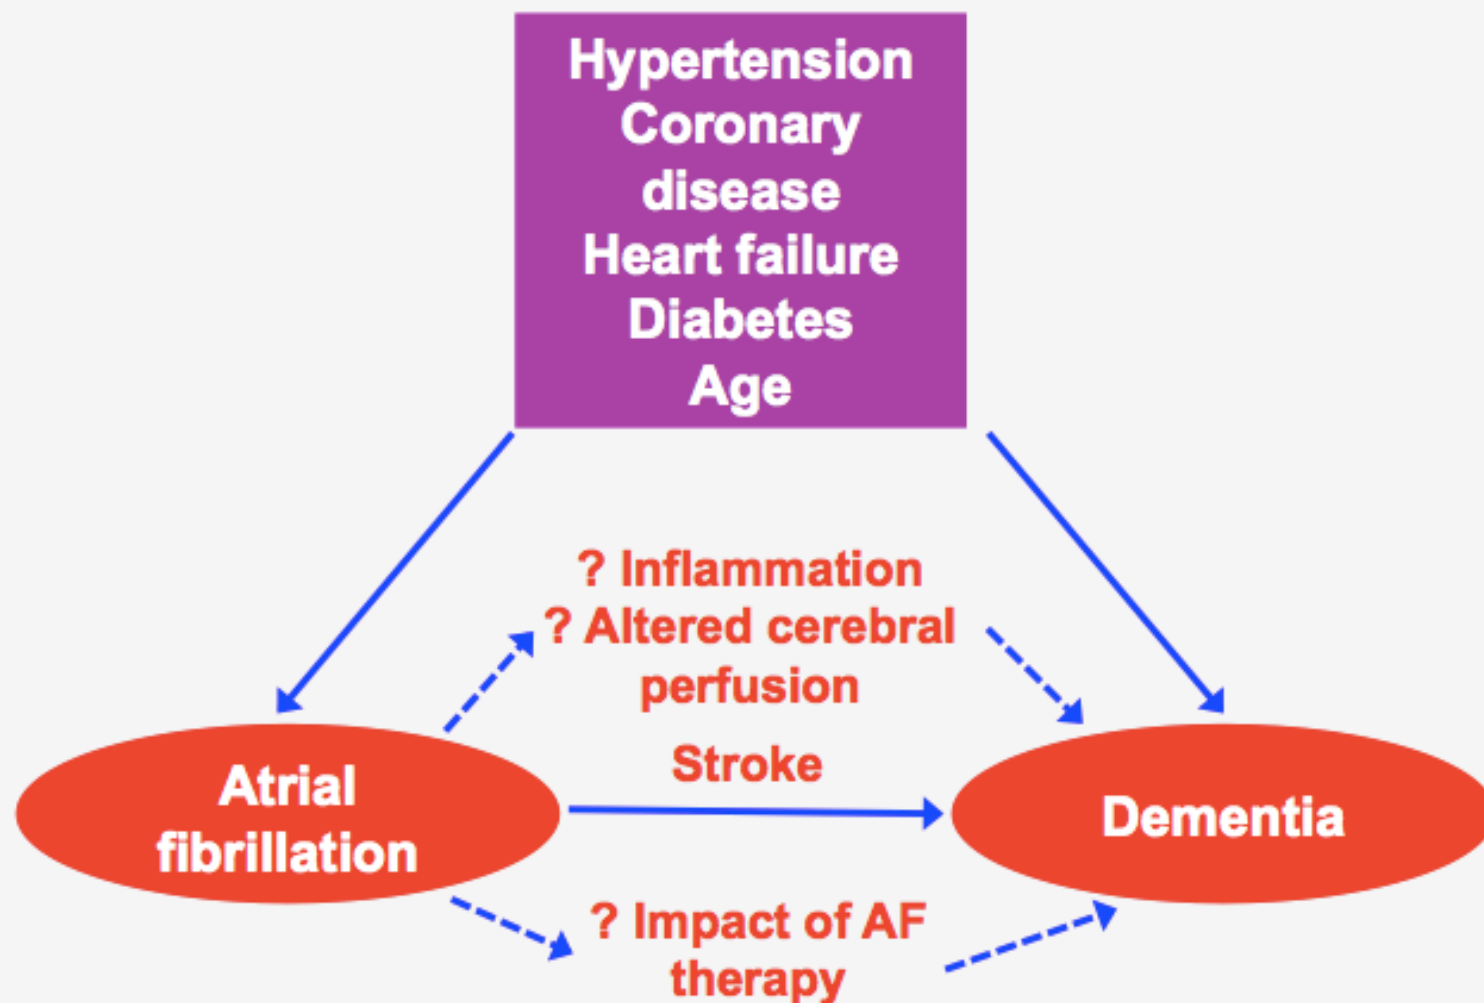 Hypertension
Coronary
disease
Heart failure
Diabetes
Age
? Inflammation
? Altered cerebral
perfusion
Stroke
Atrial
fibrillation
Dementia
? Impact of AF
therapy